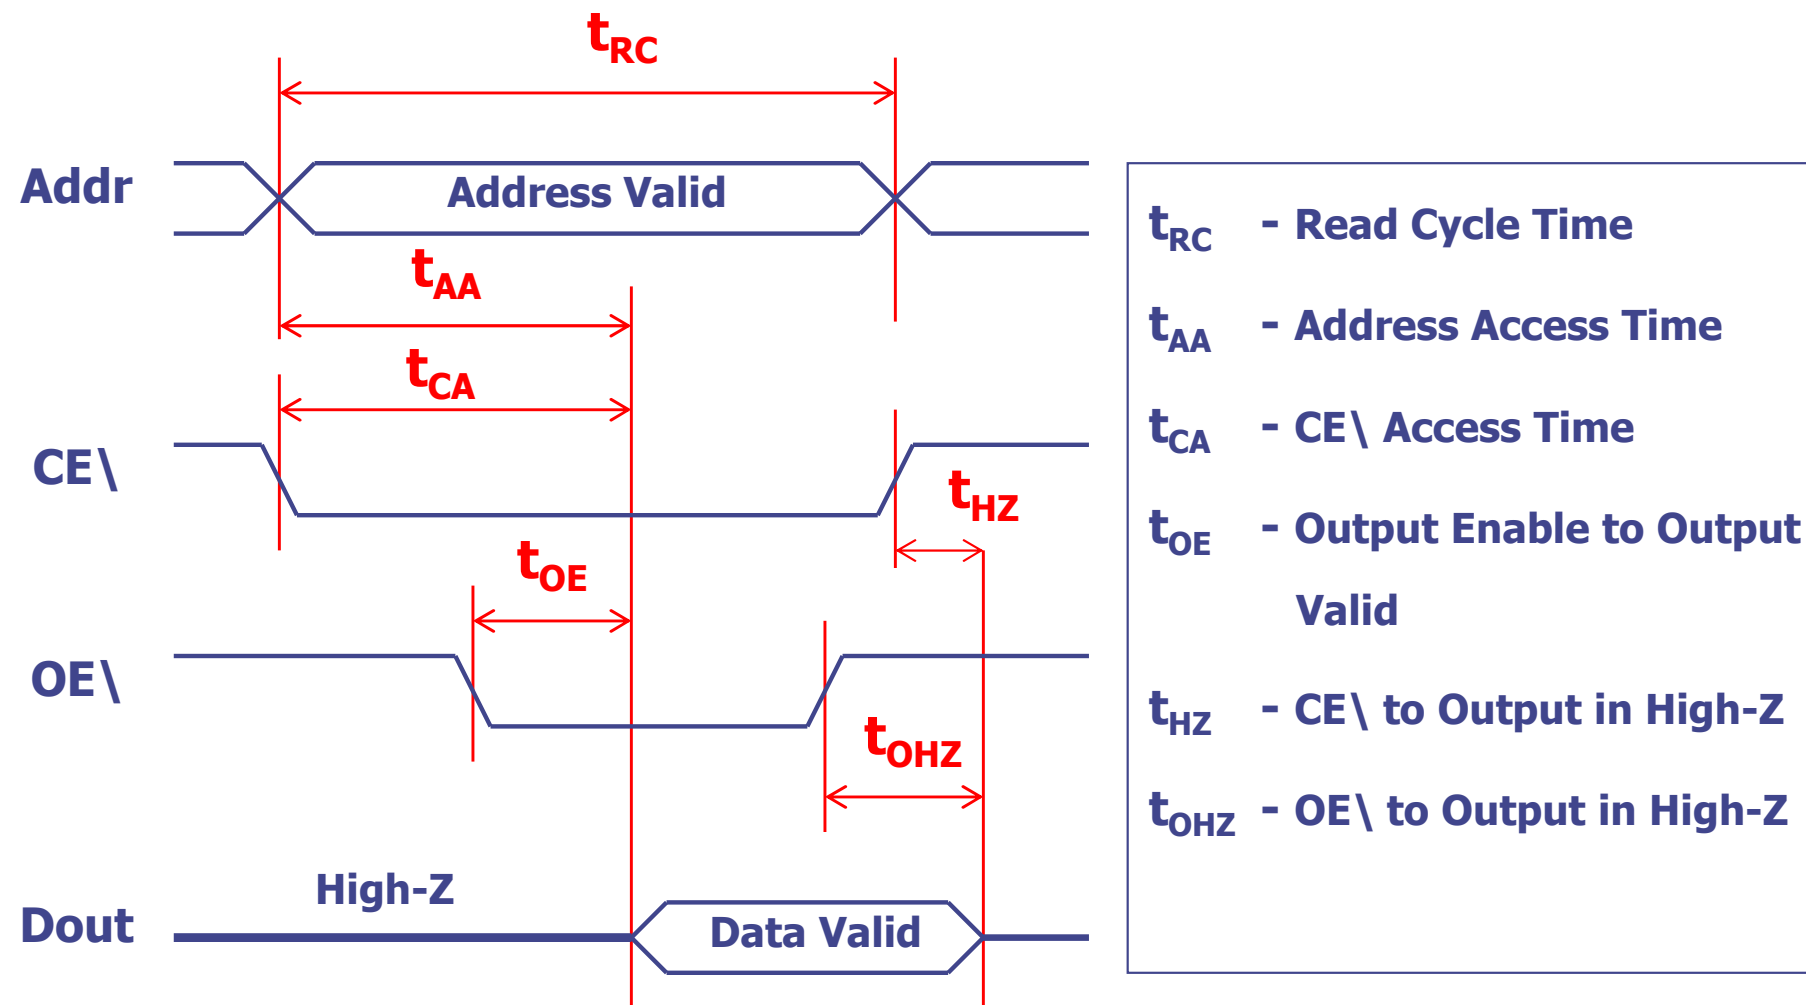 tRC
Addr
Address Valid
tAA
tCA
CE\
tHZ
tOE
OE\
tOHZ
High-Z
Dout
Data Valid
tRC - Read Cycle Time
tAA - Address Access Time
tCA - CE\ Access Time
tOE - Output Enable to Output
Valid
tHZ - CE\ to Output in High-Z
tOHZ - OE\ to Output in High-Z